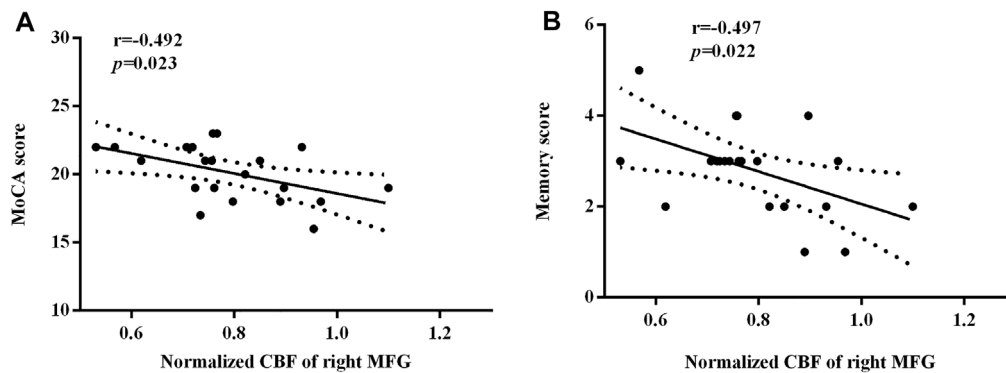 A
r=-0.492
p=0.023
30
25
20
15
10
MoCA score
0.6
0.8
1.0
1.2
Normalized CBF of right MFG
B
r=-0.497
p=0.022
6
4
2
0
Memory score
0.6
0.8
1.0
1.2
Normalized CBF of right MFG